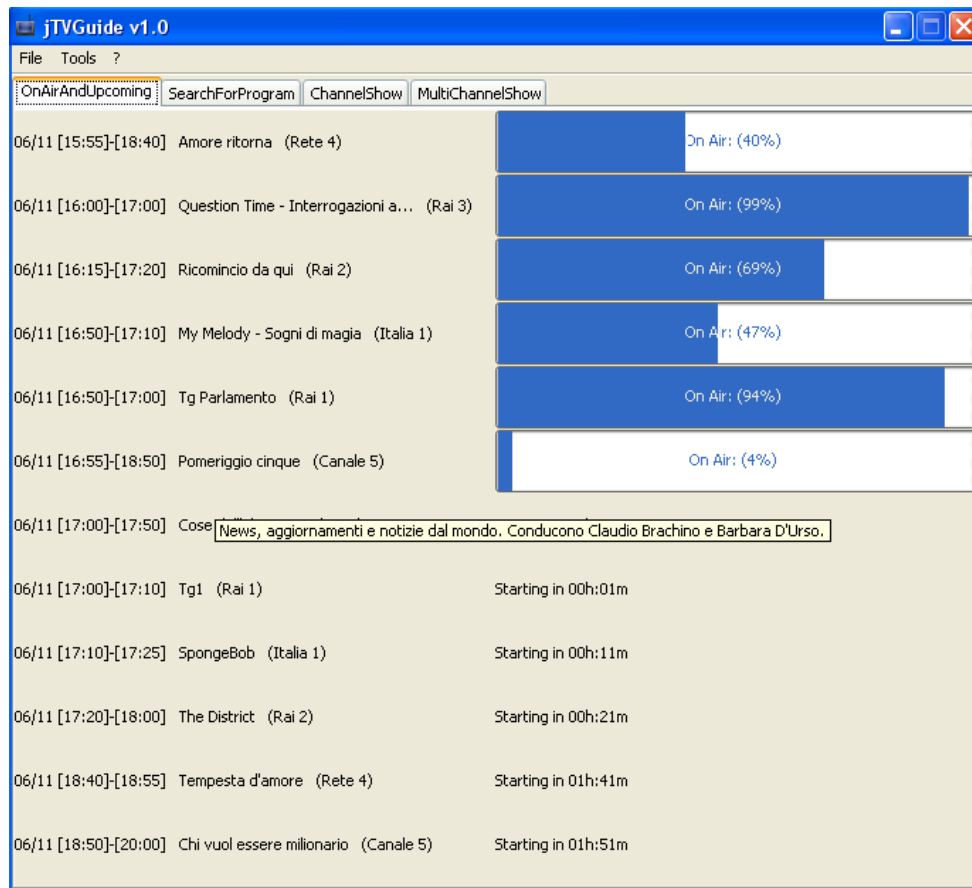 jTVGuide v1.0
File Tools ?
OnAirAndUpcoming SearchForProgram ChannelShow MultiChannelShow
06/11 [15:55]-[18:40] Amore ritorna (Rete 4) On Air: (40%)
06/11 [16:00]-[17:00] Question Time - Interrogazioni a... (Rai 3) On Air: (99%)
06/11 [16:15]-[17:20] Ricomincio da qui (Rai 2) On Air: (69%)
06/11 [16:50]-[17:10] My Melody - Sogni di magia (Italia 1) On Air: (47%)
06/11 [16:50]-[17:00] Tg Parlamento (Rai 1) On Air: (94%)
06/11 [16:55]-[18:50] Pomeriggio cinque (Canale 5) On Air: (4%)
06/11 [17:00]-[17:50] Cose
News, aggiornamenti e notizie dal mondo. Conducono Claudio Brachino e Barbara D'Urso.
06/11 [17:00]-[17:10] Tg1 (Rai 1) Starting in 00h:01m
06/11 [17:10]-[17:25] SpongeBob (Italia 1) Starting in 00h:11m
06/11 [17:20]-[18:00] The District (Rai 2) Starting in 00h:21m
06/11 [18:40]-[18:55] Tempesta d'amore (Rete 4) Starting in 01h:41m
06/11 [18:50]-[20:00] Chi vuol essere milionario (Canale 5) Starting in 01h:51m